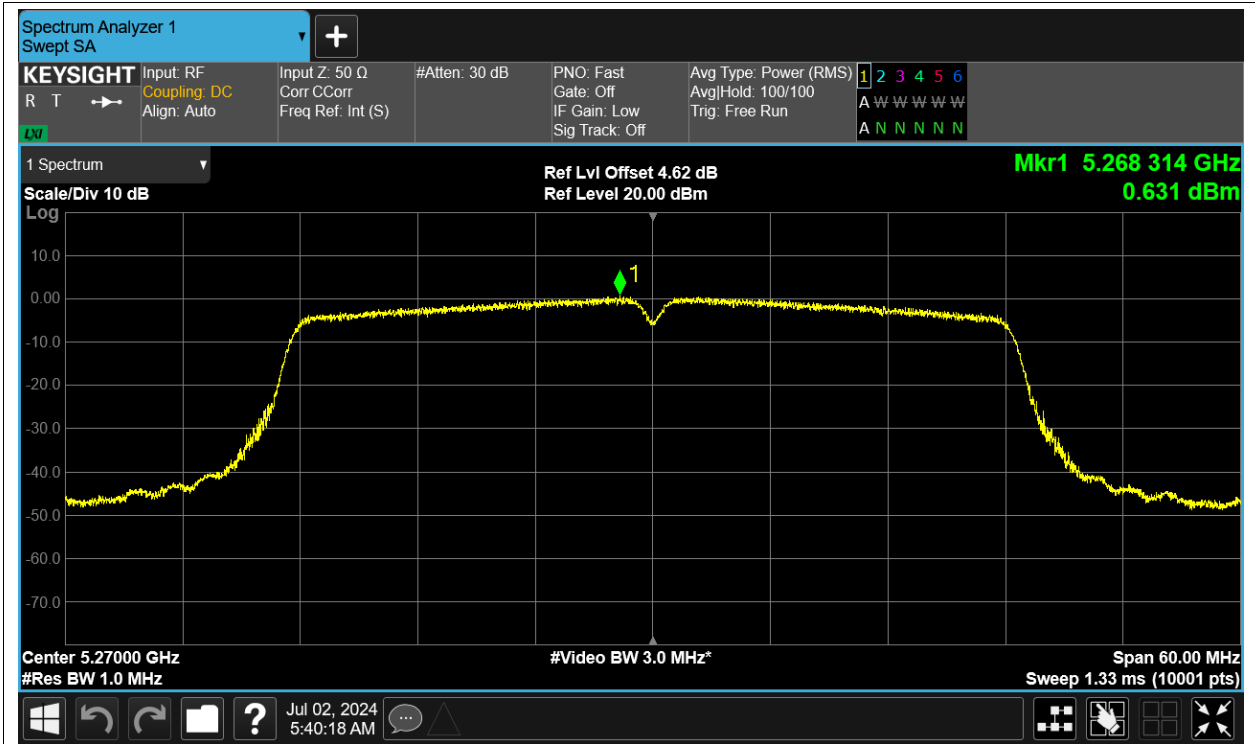 Spectrum Analyzer 1
Swept SA
KEYSIGHT
R T
LXI
Input: RF
Coupling: DC
Align: Auto
Input Z: 50 Ω
Corr CCorr
Freq Ref: Int (S)
#Atten: 30 dB
PNO: Fast
Gate: Off
IF Gain: Low
Sig Track: Off
Avg Type: Power (RMS)
Avg|Hold: 100/100
Trig: Free Run
1 2 3 4 5 6
A W W W W W
A N N N N N
1 Spectrum
Scale/Div 10 dB
Log
Ref Lvl Offset 4.62 dB
Ref Level 20.00 dBm
Mkr1 5.268 314 GHz
0.631 dBm
1
10.0
0.00
-10.0
-20.0
-30.0
-40.0
-50.0
-60.0
-70.0
Center 5.27000 GHz
#Res BW 1.0 MHz
#Video BW 3.0 MHz*
Span 60.00 MHz
Sweep 1.33 ms (10001 pts)
?
Jul 02, 2024
5:40:18 AM